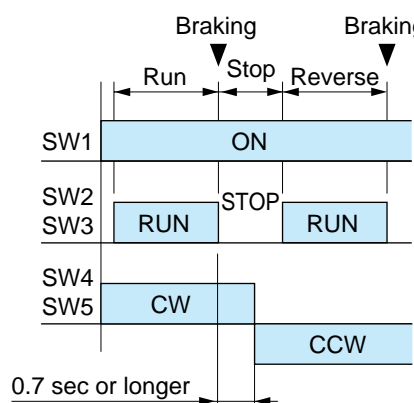 Braking Braking
Run Stop Reverse
SW1 ON
SW2 STOP
SW3 RUN RUN
SW4
SW5 CW
CCW
0.7 sec or longer